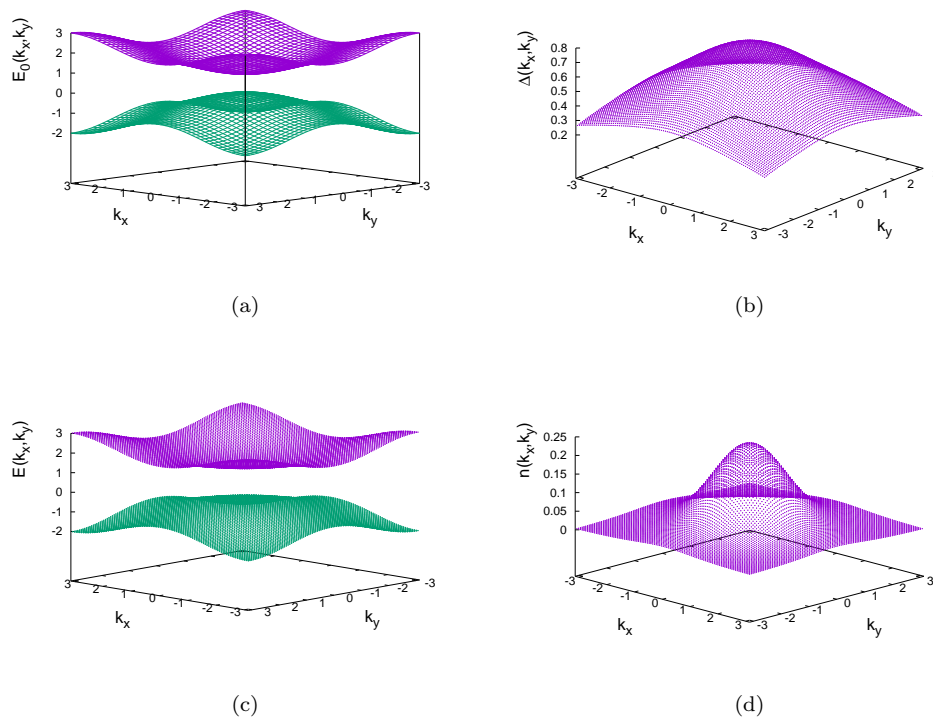 E0(kx,ky)
3
2
1
0
-1
-2
3 2 1 0 -1 -2 -3
kx
3 2 1 0 -1 -2 -3
ky
(a)
Δ(kx,ky)
0.8
0.7
0.6
0.5
0.4
0.3
0.2
-3 -2 -1 0 1 2 3
kx
-3 -2 -1 0 1 2
ky
(b)
E(kx,ky)
3
2
1
0
-1
-2
3 2 1 0 -1 -2 -3
kx
3 2 1 0 -1 -2 -3
ky
(c)
n(kx,ky)
0.25
0.2
0.15
0.1
0.05
0
-3 -2 -1 0 1 2 3
kx
-3 -2 -1 0 1 2 3
ky
(d)